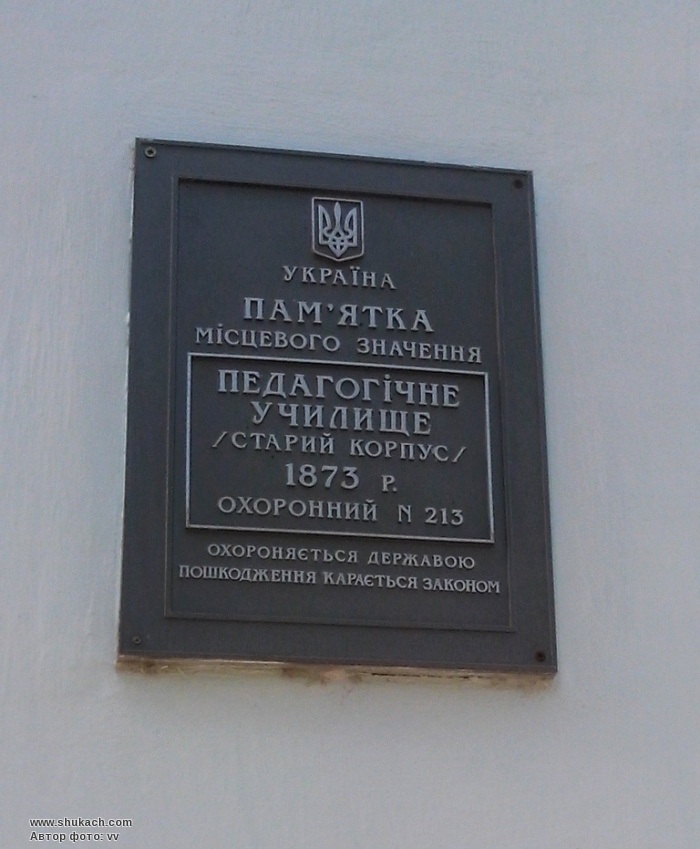 УКРАЇНА
ПАМ'ЯТКА
МІСЦЕВОГО ЗНАЧЕННЯ
ПЕДАГОГІЧНЕ
УЧИЛИЩЕ
/СТАРИЙ КОРПУС/
1873 Р.
ОХОРОННИЙ N 213
ОХОРОНЯЄТЬСЯ ДЕРЖАВОЮ
ПОШКОДЖЕННЯ КАРАЄТЬСЯ ЗАКОНОМ
www.shukach.com
Автор фото: vv